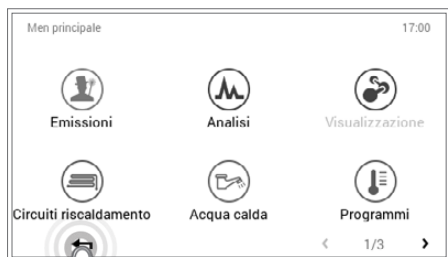 Men principale 17:00
Emissioni Analisi Visualizzazione
Circuiti riscaldamento Acqua calda Programmi
1/3